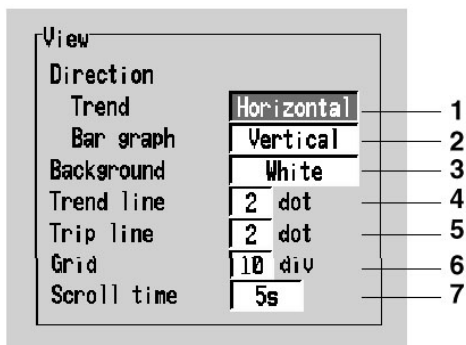 View
Direction
Trend Horizontal 1
Bar graph Vertical 2
Background White 3
Trend line 2 dot 4
Trip line 2 dot 5
Grid 10 div 6
Scroll time 5s 7